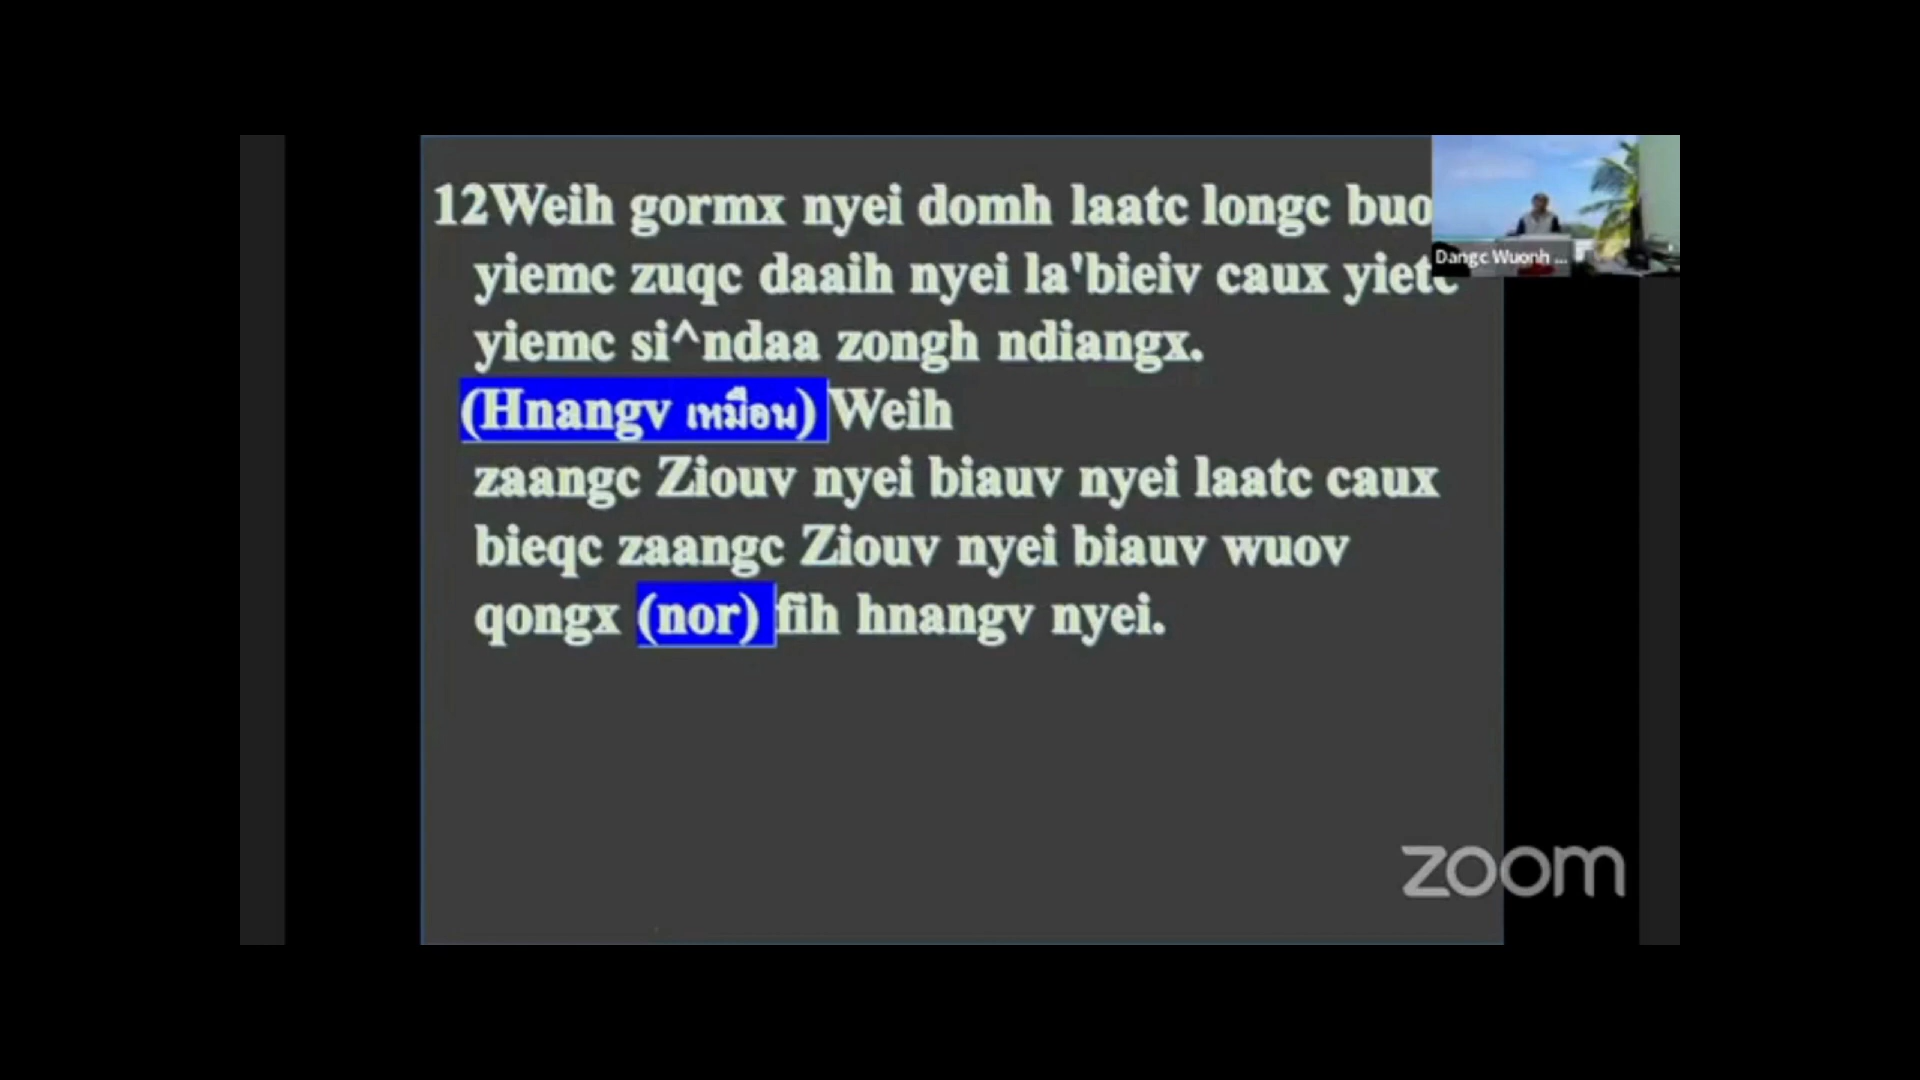 12Weih gormx nyei domh laatc longc
yiemc zuqc daaih nyei la'bieiv caux yietc
yiemc si^ndaa zongh ndiangx.
(Hnangv เหมือน) Weih
zaangc Ziouv nyei biauv nyei laatc caux
bieqc zaangc Ziouv nyei biauv wuov
qongx (nor) fih hnangv nyei.
Dangc Wuonh ...
zoom